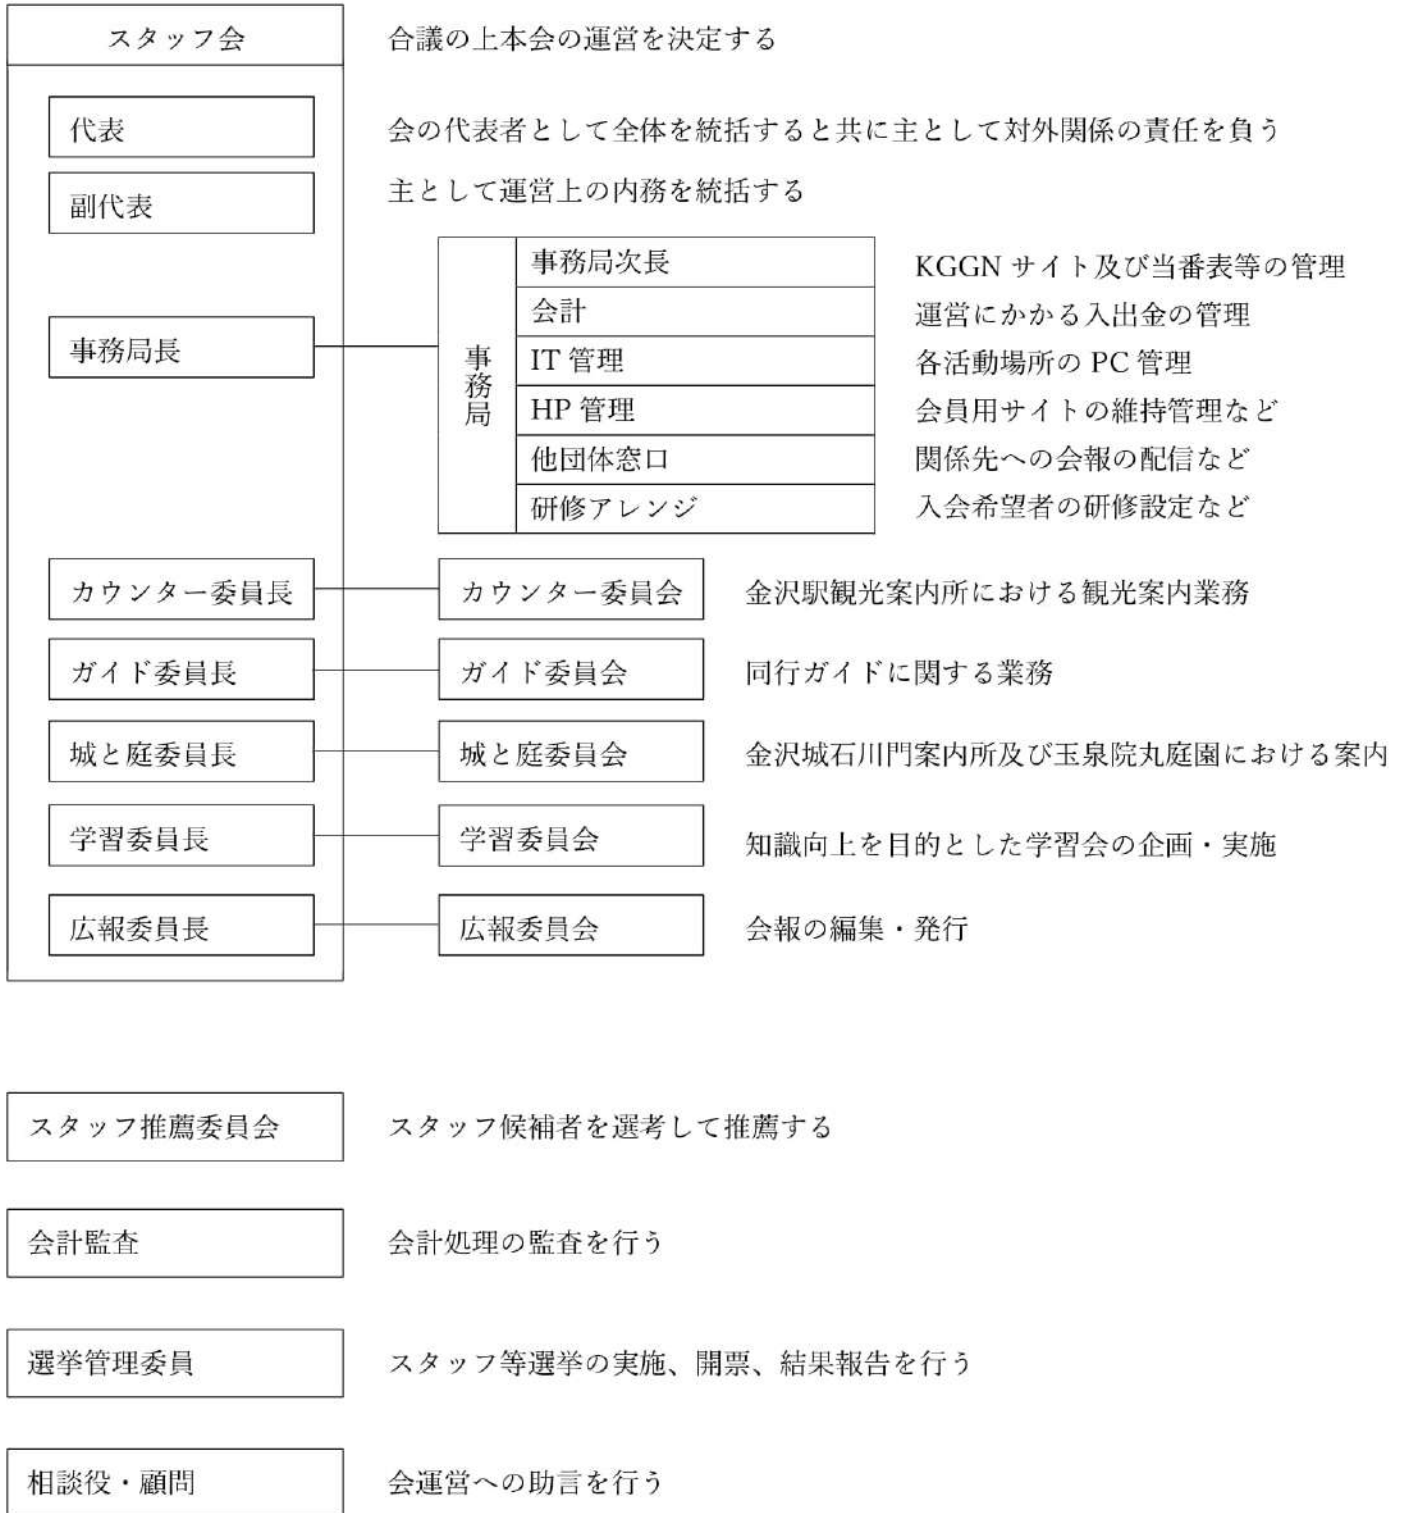 スタッフ会 合議の上本会の運営を決定する
代表 会の代表者として全体を統括すると共に主として対外関係の責任を負う
副代表 主として運営上の内務を統括する
事務局長
事務局
事務局次長 KGGN サイト及び当番表等の管理
会計 運営にかかる入出金の管理
IT 管理 各活動場所の PC 管理
HP 管理 会員用サイトの維持管理など
他団体窓口 関係先への会報の配信など
研修アレンジ 入会希望者の研修設定など
カウンター委員長 カウンター委員会 金沢駅観光案内所における観光案内業務
ガイド委員長 ガイド委員会 同行ガイドに関する業務
城と庭委員長 城と庭委員会 金沢城石川門案内所及び玉泉院丸庭園における案内
学習委員長 学習委員会 知識向上を目的とした学習会の企画・実施
広報委員長 広報委員会 会報の編集・発行
スタッフ推薦委員会 スタッフ候補者を選考して推薦する
会計監査 会計処理の監査を行う
選挙管理委員 スタッフ等選挙の実施、開票、結果報告を行う
相談役・顧問 会運営への助言を行う